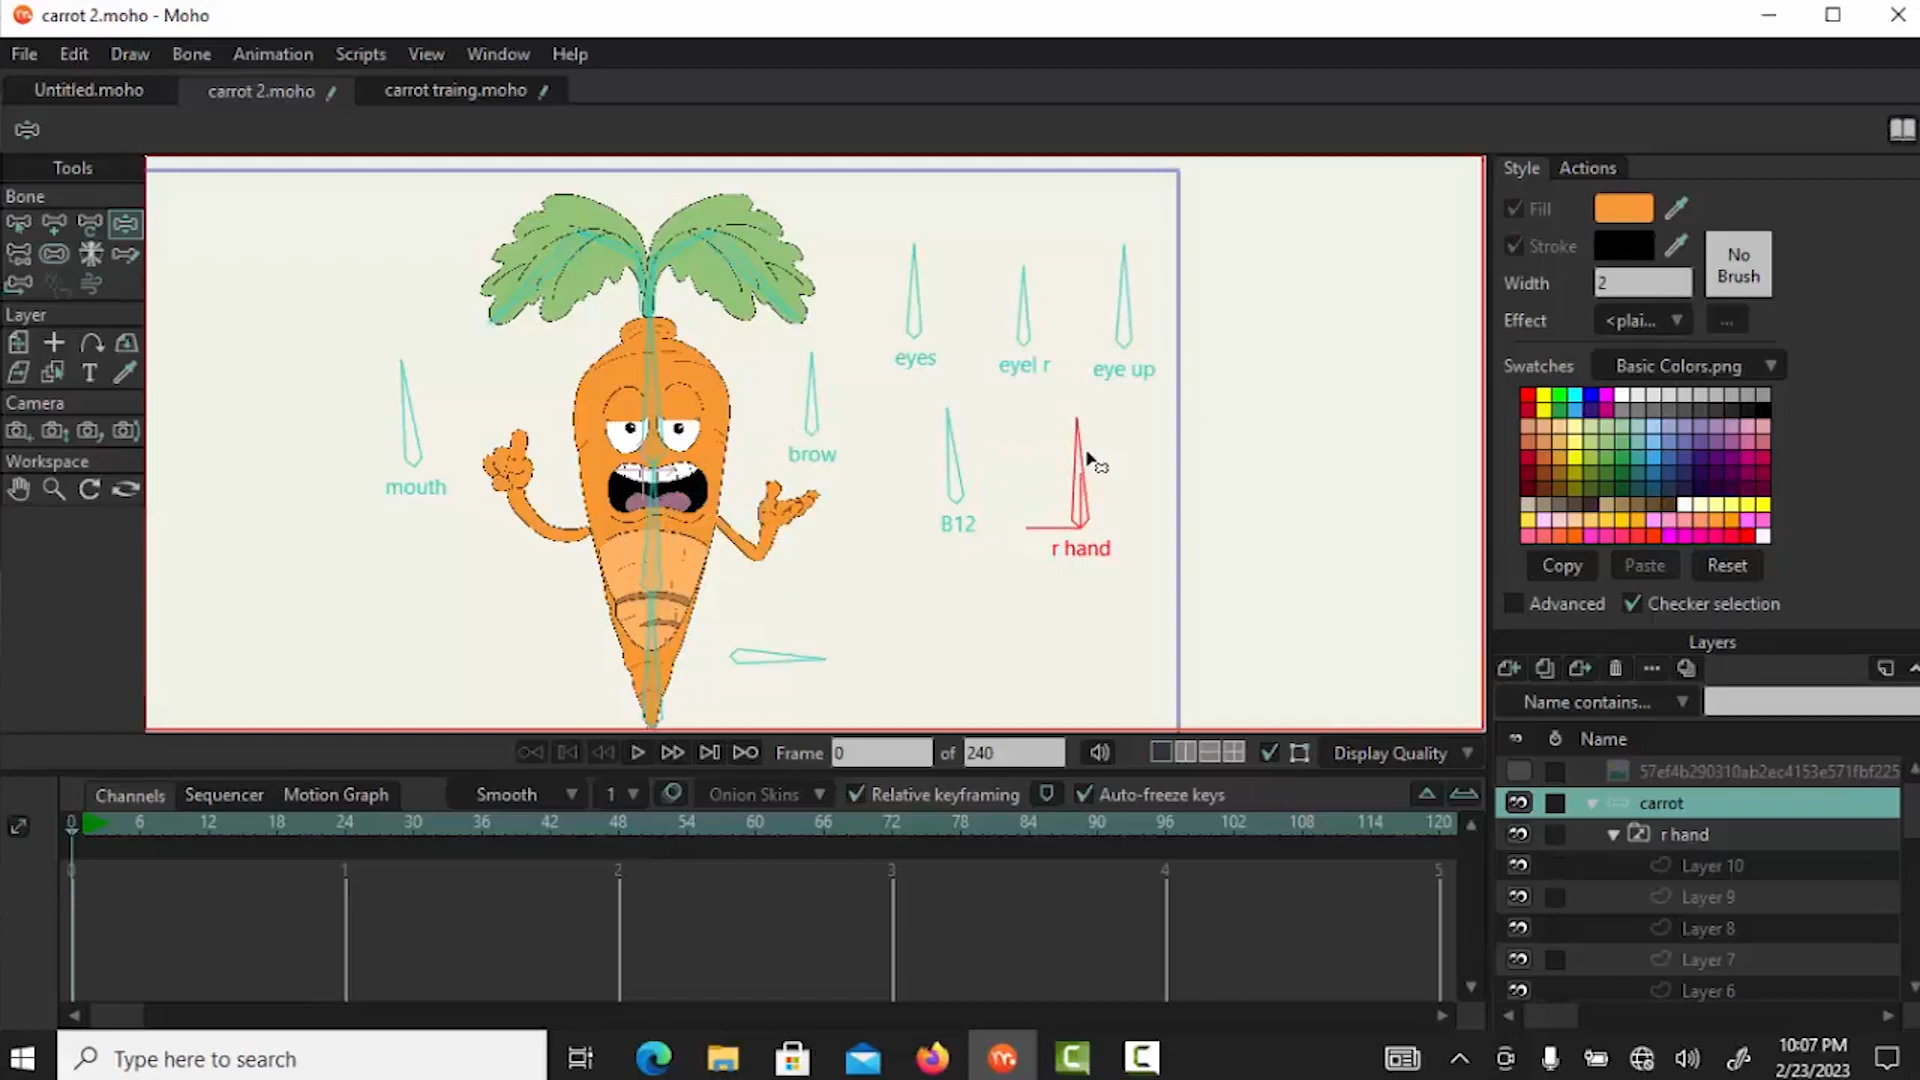 carrot 2.moho - Moho
File Edit Draw Bone Animation Scripts View Window Help
Untitled.moho carrot 2.moho carrot traing.moho
Tools
Bone
Layer
Camera
Workspace
mouth
brow
eyes
eyel r
eye up
B12
r hand
Style Actions
Fill
Stroke
No Brush
Width 2
Effect <plai... ...
Swatches Basic Colors.png
Copy Paste Reset
Advanced Checker selection
Layers
Name contains...
Name
57ef4b290310ab2ec4153e571fbf225
carrot
r hand
Layer 10
Layer 9
Layer 8
Layer 7
Layer 6
Frame 0 of 240 Display Quality
Channels Sequencer Motion Graph Smooth 1 Onion Skins Relative keyframing Auto-freeze keys
0 6 12 18 24 30 36 42 48 54 60 66 72 78 84 90 96 102 108 114 120
0 1 2 3 4 5
Type here to search
10:07 PM
2/23/2023